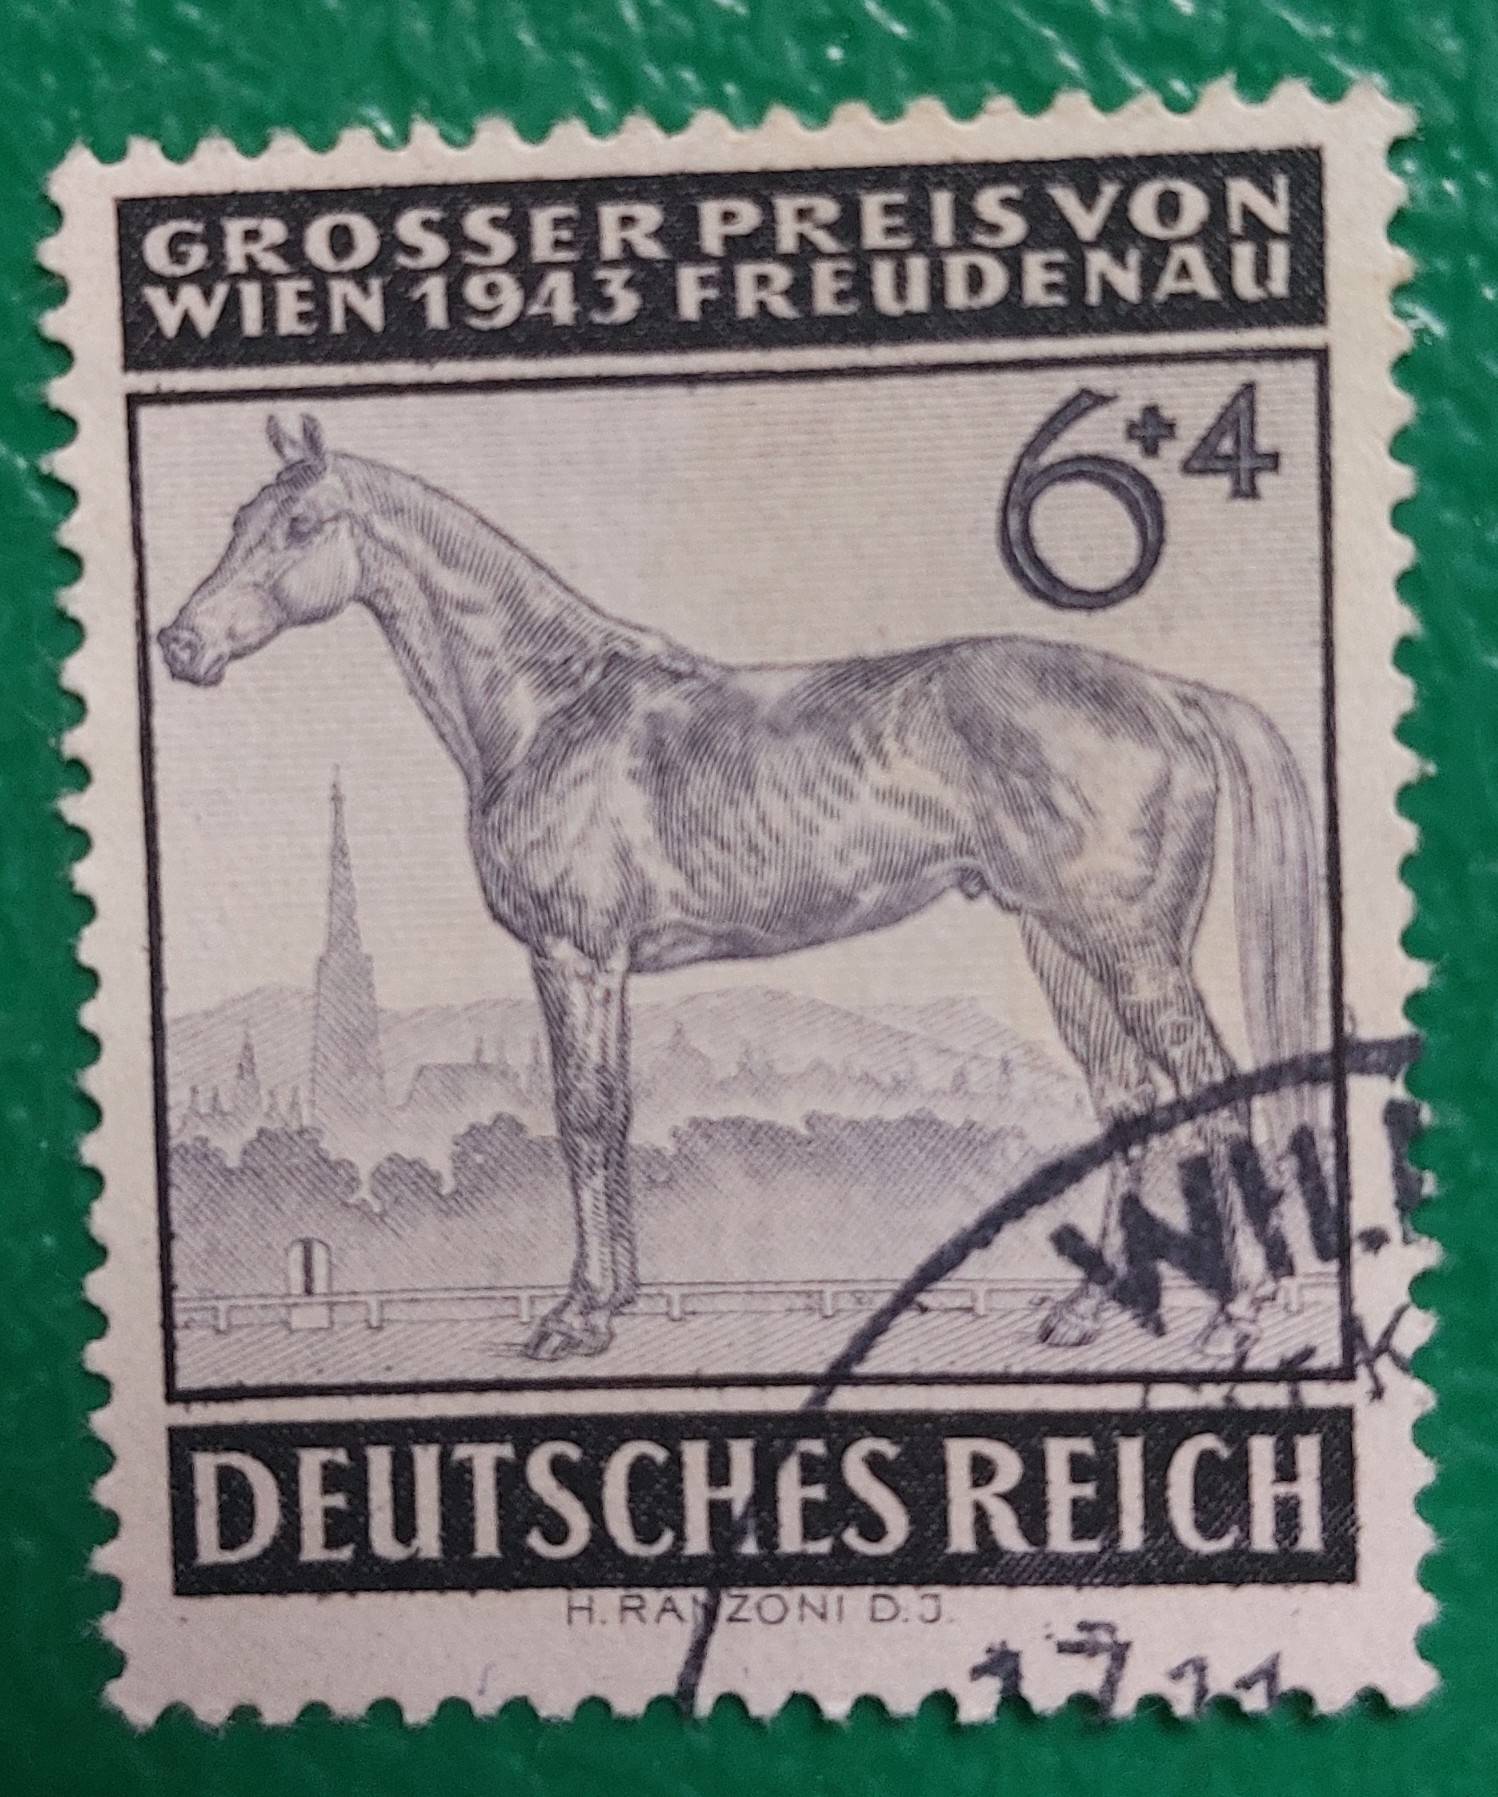 GROSSER PREIS VON
WIEN 1943 FREUDENAU
6+4
DEUTSCHES REICH
H. RANZONI D. J.